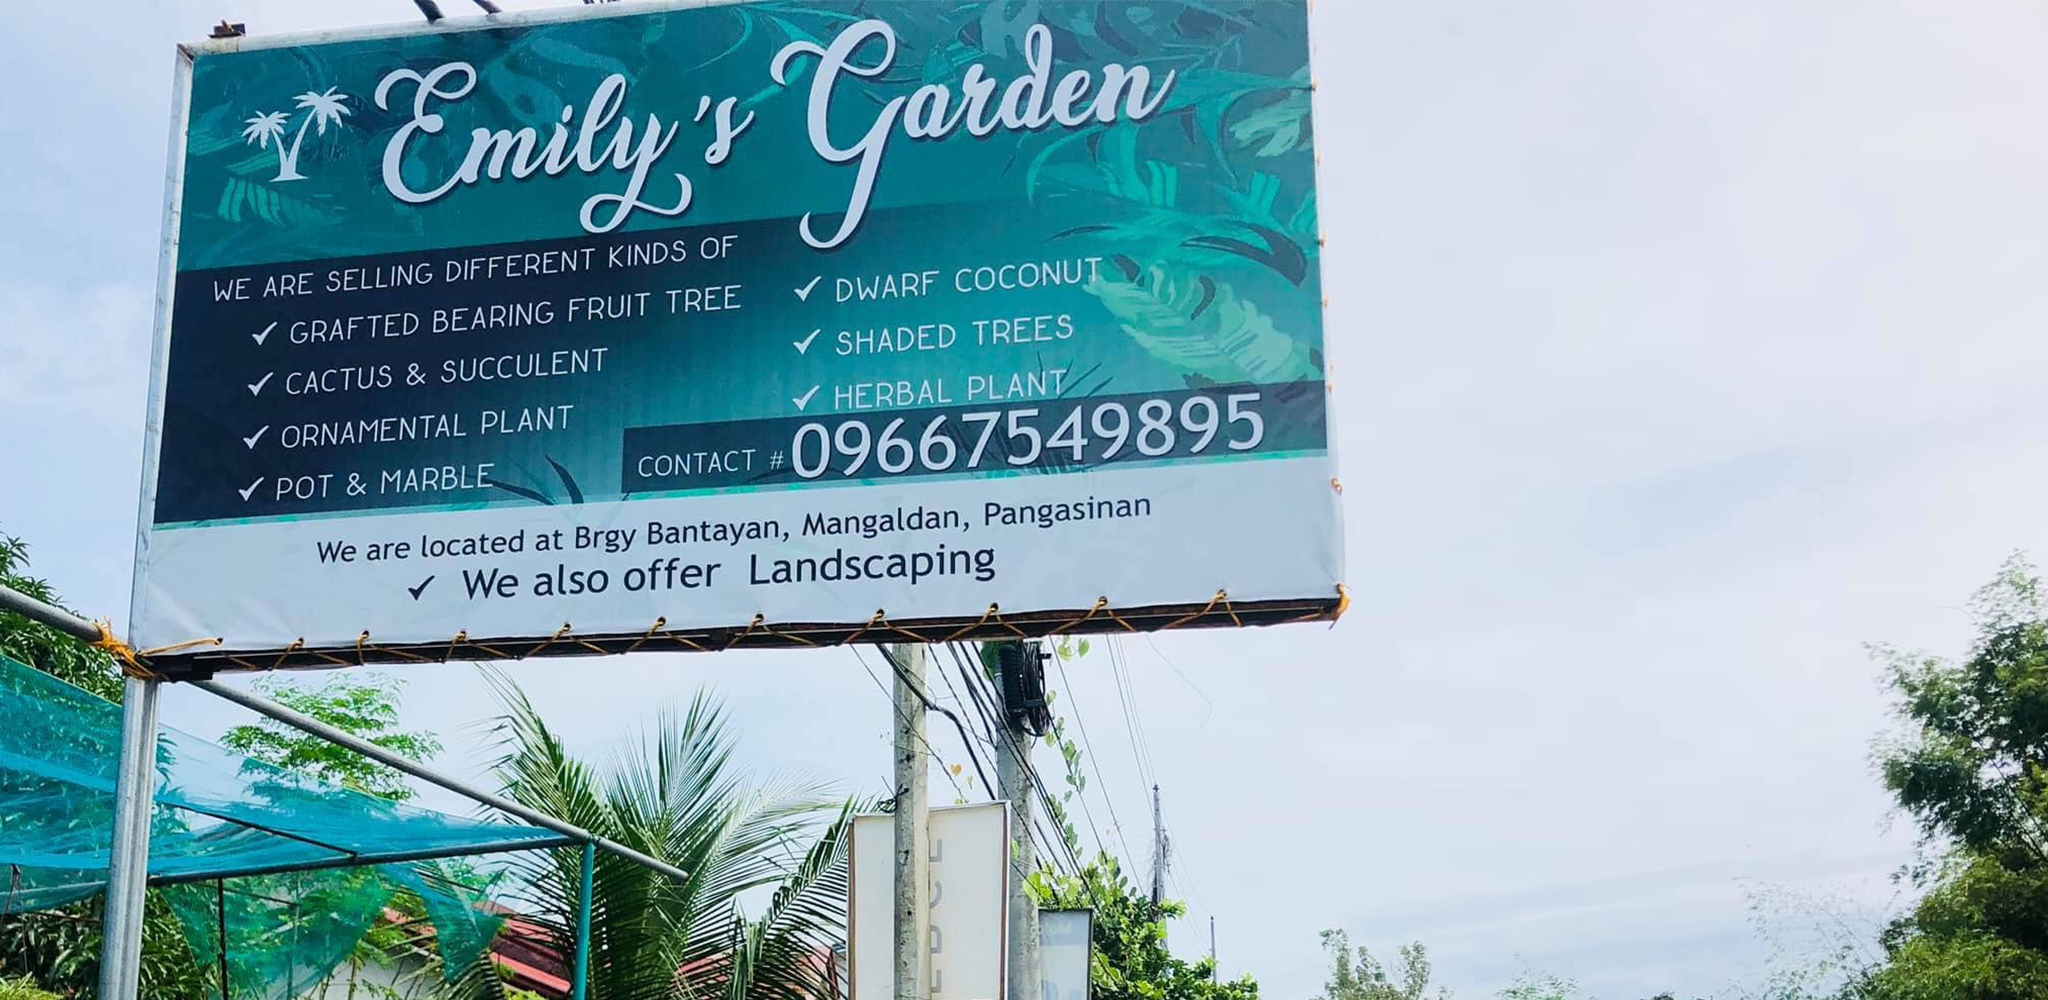 Emily's Garden
WE ARE SELLING DIFFERENT KINDS OF
✓ GRAFTED BEARING FRUIT TREE
✓ CACTUS & SUCCULENT
✓ ORNAMENTAL PLANT
✓ POT & MARBLE
✓ DWARF COCONUT
✓ SHADED TREES
✓ HERBAL PLANT
CONTACT # 09667549895
We are located at Brgy Bantayan, Mangaldan, Pangasinan
✓ We also offer Landscaping